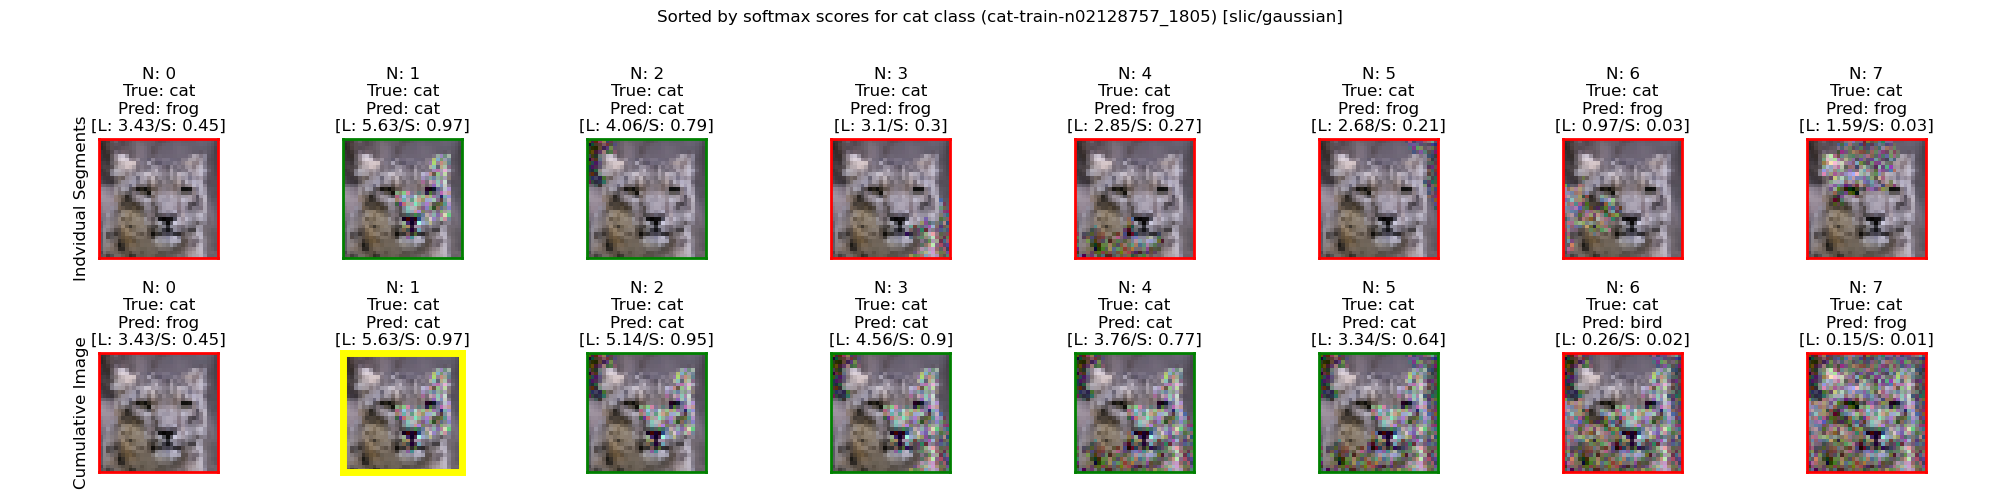 Sorted by softmax scores for cat class (cat-train-n02128757_1805) [slic/gaussian]
Indvidual Segments
N: 0
True: cat
Pred: frog
[L: 3.43/S: 0.45]
N: 1
True: cat
Pred: cat
[L: 5.63/S: 0.97]
N: 2
True: cat
Pred: cat
[L: 4.06/S: 0.79]
N: 3
True: cat
Pred: frog
[L: 3.1/S: 0.3]
N: 4
True: cat
Pred: frog
[L: 2.85/S: 0.27]
N: 5
True: cat
Pred: frog
[L: 2.68/S: 0.21]
N: 6
True: cat
Pred: frog
[L: 0.97/S: 0.03]
N: 7
True: cat
Pred: frog
[L: 1.59/S: 0.03]
Cumulative Image
N: 0
True: cat
Pred: frog
[L: 3.43/S: 0.45]
N: 1
True: cat
Pred: cat
[L: 5.63/S: 0.97]
N: 2
True: cat
Pred: cat
[L: 5.14/S: 0.95]
N: 3
True: cat
Pred: cat
[L: 4.56/S: 0.9]
N: 4
True: cat
Pred: cat
[L: 3.76/S: 0.77]
N: 5
True: cat
Pred: cat
[L: 3.34/S: 0.64]
N: 6
True: cat
Pred: bird
[L: 0.26/S: 0.02]
N: 7
True: cat
Pred: frog
[L: 0.15/S: 0.01]